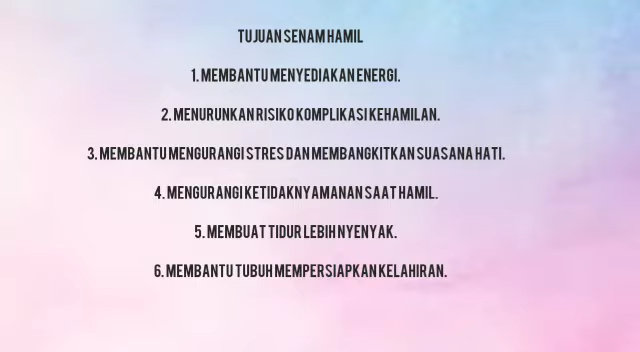 TUJUAN SENAM HAMIL
1. MEMBANTU MENYEDIAKAN ENERGI.
2. MENURUNKAN RISIKO KOMPLIKASI KEHAMILAN.
3. MEMBANTU MENGURANGI STRES DAN MEMBANGKITKAN SUASANA HATI.
4. MENGURANGI KETIDAKNYAMANAN SAAT HAMIL.
5. MEMBUAT TIDUR LEBIH NYENYAK.
6. MEMBANTU TUBUH MEMPERSIAPKAN KELAHIRAN.